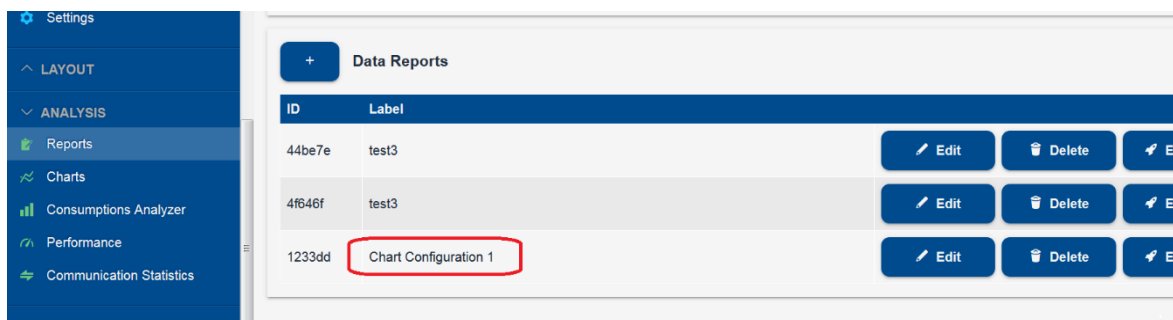 Settings
LAYOUT
ANALYSIS
Reports
Charts
Consumptions Analyzer
Performance
Communication Statistics
+ Data Reports
ID Label
44be7e test3 Edit Delete E
4f646f test3 Edit Delete E
1233dd Chart Configuration 1 Edit Delete E